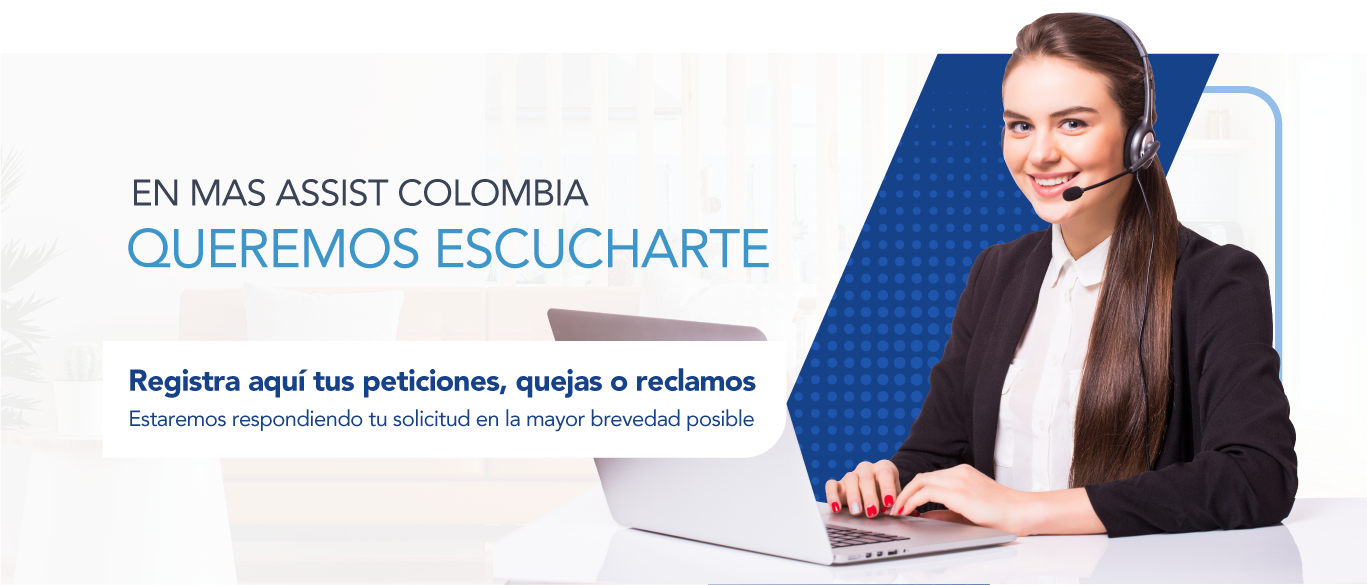 EN MAS ASSIST COLOMBIA
QUEREMOS ESCUCHARTE
Registra aquí tus peticiones, quejas o reclamos
Estaremos respondiendo tu solicitud en la mayor brevedad posible